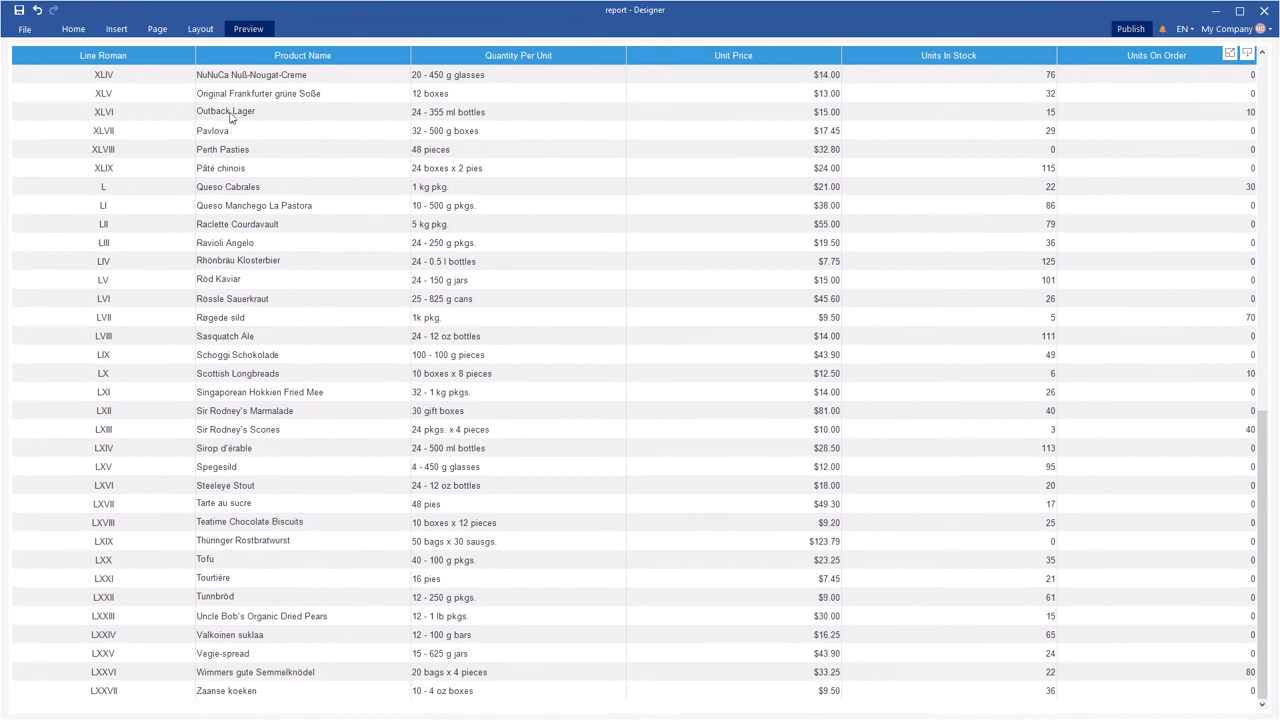 report - Designer
File Home Insert Page Layout Preview Publish EN My Company
Line Roman Product Name Quantity Per Unit Unit Price Units In Stock Units On Order
XLIV NuNuCa Nuß-Nougat-Creme 20 - 450 g glasses $14.00 76 0
XLV Original Frankfurter grüne Soße 12 boxes $13.00 32 0
XLVI Outback Lager 24 - 355 ml bottles $15.00 15 10
XLVII Pavlova 32 - 500 g boxes $17.45 29 0
XLVIII Perth Pasties 48 pieces $32.80 0 0
XLIX Pâté chinois 24 boxes x 2 pies $24.00 115 0
L Queso Cabrales 1 kg pkg. $21.00 22 30
LI Queso Manchego La Pastora 10 - 500 g pkgs. $38.00 86 0
LII Raclette Courdavault 5 kg pkg. $55.00 79 0
LIII Ravioli Angelo 24 - 250 g pkgs. $19.50 36 0
LIV Rhönbräu Klosterbier 24 - 0.5 l bottles $7.75 125 0
LV Röd Kaviar 24 - 150 g jars $15.00 101 0
LVI Rössle Sauerkraut 25 - 825 g cans $45.60 26 0
LVII Røgede sild 1k pkg. $9.50 5 70
LVIII Sasquatch Ale 24 - 12 oz bottles $14.00 111 0
LIX Schoggi Schokolade 100 - 100 g pieces $43.90 49 0
LX Scottish Longbreads 10 boxes x 8 pieces $12.50 6 10
LXI Singaporean Hokkien Fried Mee 32 - 1 kg pkgs. $14.00 26 0
LXII Sir Rodney's Marmalade 30 gift boxes $81.00 40 0
LXIII Sir Rodney's Scones 24 pkgs. x 4 pieces $10.00 3 40
LXIV Sirop d'érable 24 - 500 ml bottles $28.50 113 0
LXV Spegesild 4 - 450 g glasses $12.00 95 0
LXVI Steeleye Stout 24 - 12 oz bottles $18.00 20 0
LXVII Tarte au sucre 48 pies $49.30 17 0
LXVIII Teatime Chocolate Biscuits 10 boxes x 12 pieces $9.20 25 0
LXIX Thüringer Rostbratwurst 50 bags x 30 sausgs. $123.79 0 0
LXX Tofu 40 - 100 g pkgs. $23.25 35 0
LXXI Tourtière 16 pies $7.45 21 0
LXXII Tunnbröd 12 - 250 g pkgs. $9.00 61 0
LXXIII Uncle Bob's Organic Dried Pears 12 - 1 lb pkgs. $30.00 15 0
LXXIV Valkoinen suklaa 12 - 100 g bars $16.25 65 0
LXXV Vegie-spread 15 - 625 g jars $43.90 24 0
LXXVI Wimmers gute Semmelknödel 20 bags x 4 pieces $33.25 22 80
LXXVII Zaanse koeken 10 - 4 oz boxes $9.50 36 0